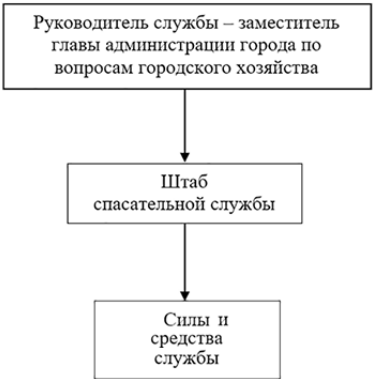 Руководитель службы – заместитель
главы администрации города по
вопросам городского хозяйства
Штаб
спасательной службы
Силы и
средства
службы